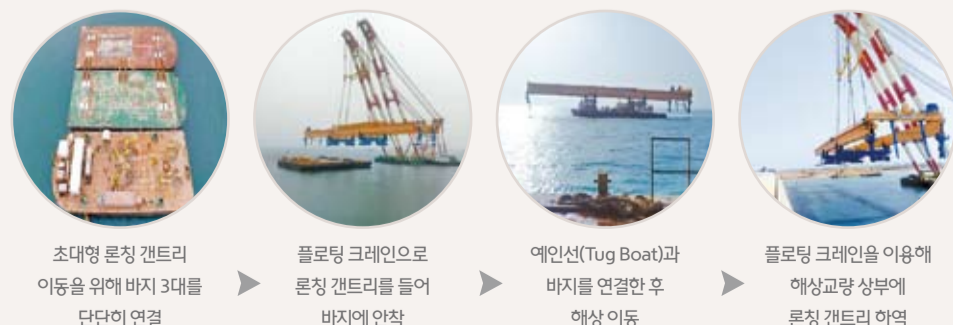 초대형 론칭 갠트리
이동을 위해 바지 3대를
단단히 연결
플로팅 크레인으로
론칭 갠트리를 들어
바지에 안착
예인선(Tug Boat)과
바지를 연결한 후
해상 이동
플로팅 크레인을 이용해
해상교량 상부에
론칭 갠트리 하역